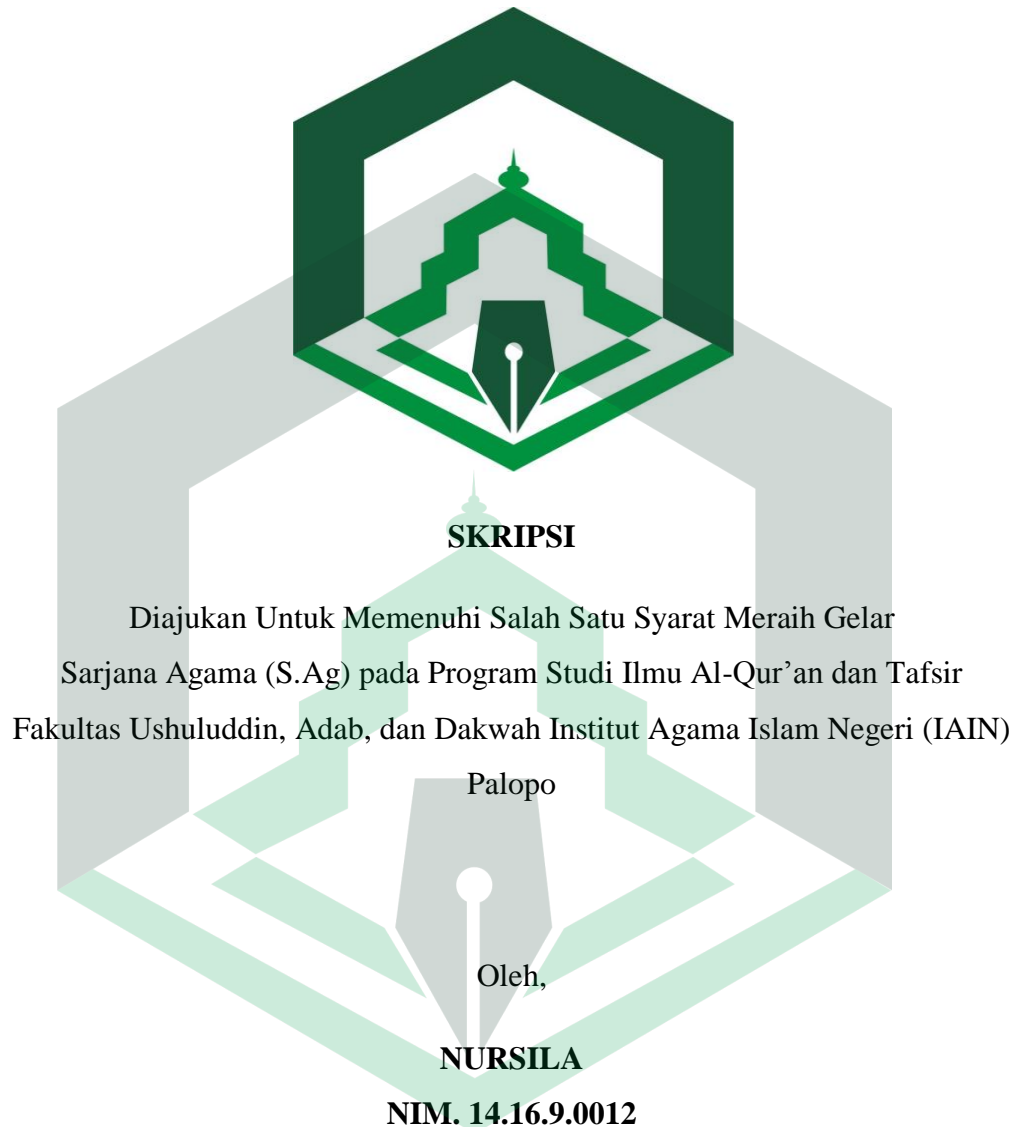 SKRIPSI
Diajukan Untuk Memenuhi Salah Satu Syarat Meraih Gelar
Sarjana Agama (S.Ag) pada Program Studi Ilmu Al-Qur’an dan Tafsir
Fakultas Ushuluddin, Adab, dan Dakwah Institut Agama Islam Negeri (IAIN)
Palopo
Oleh,
NURSILA
NIM. 14.16.9.0012